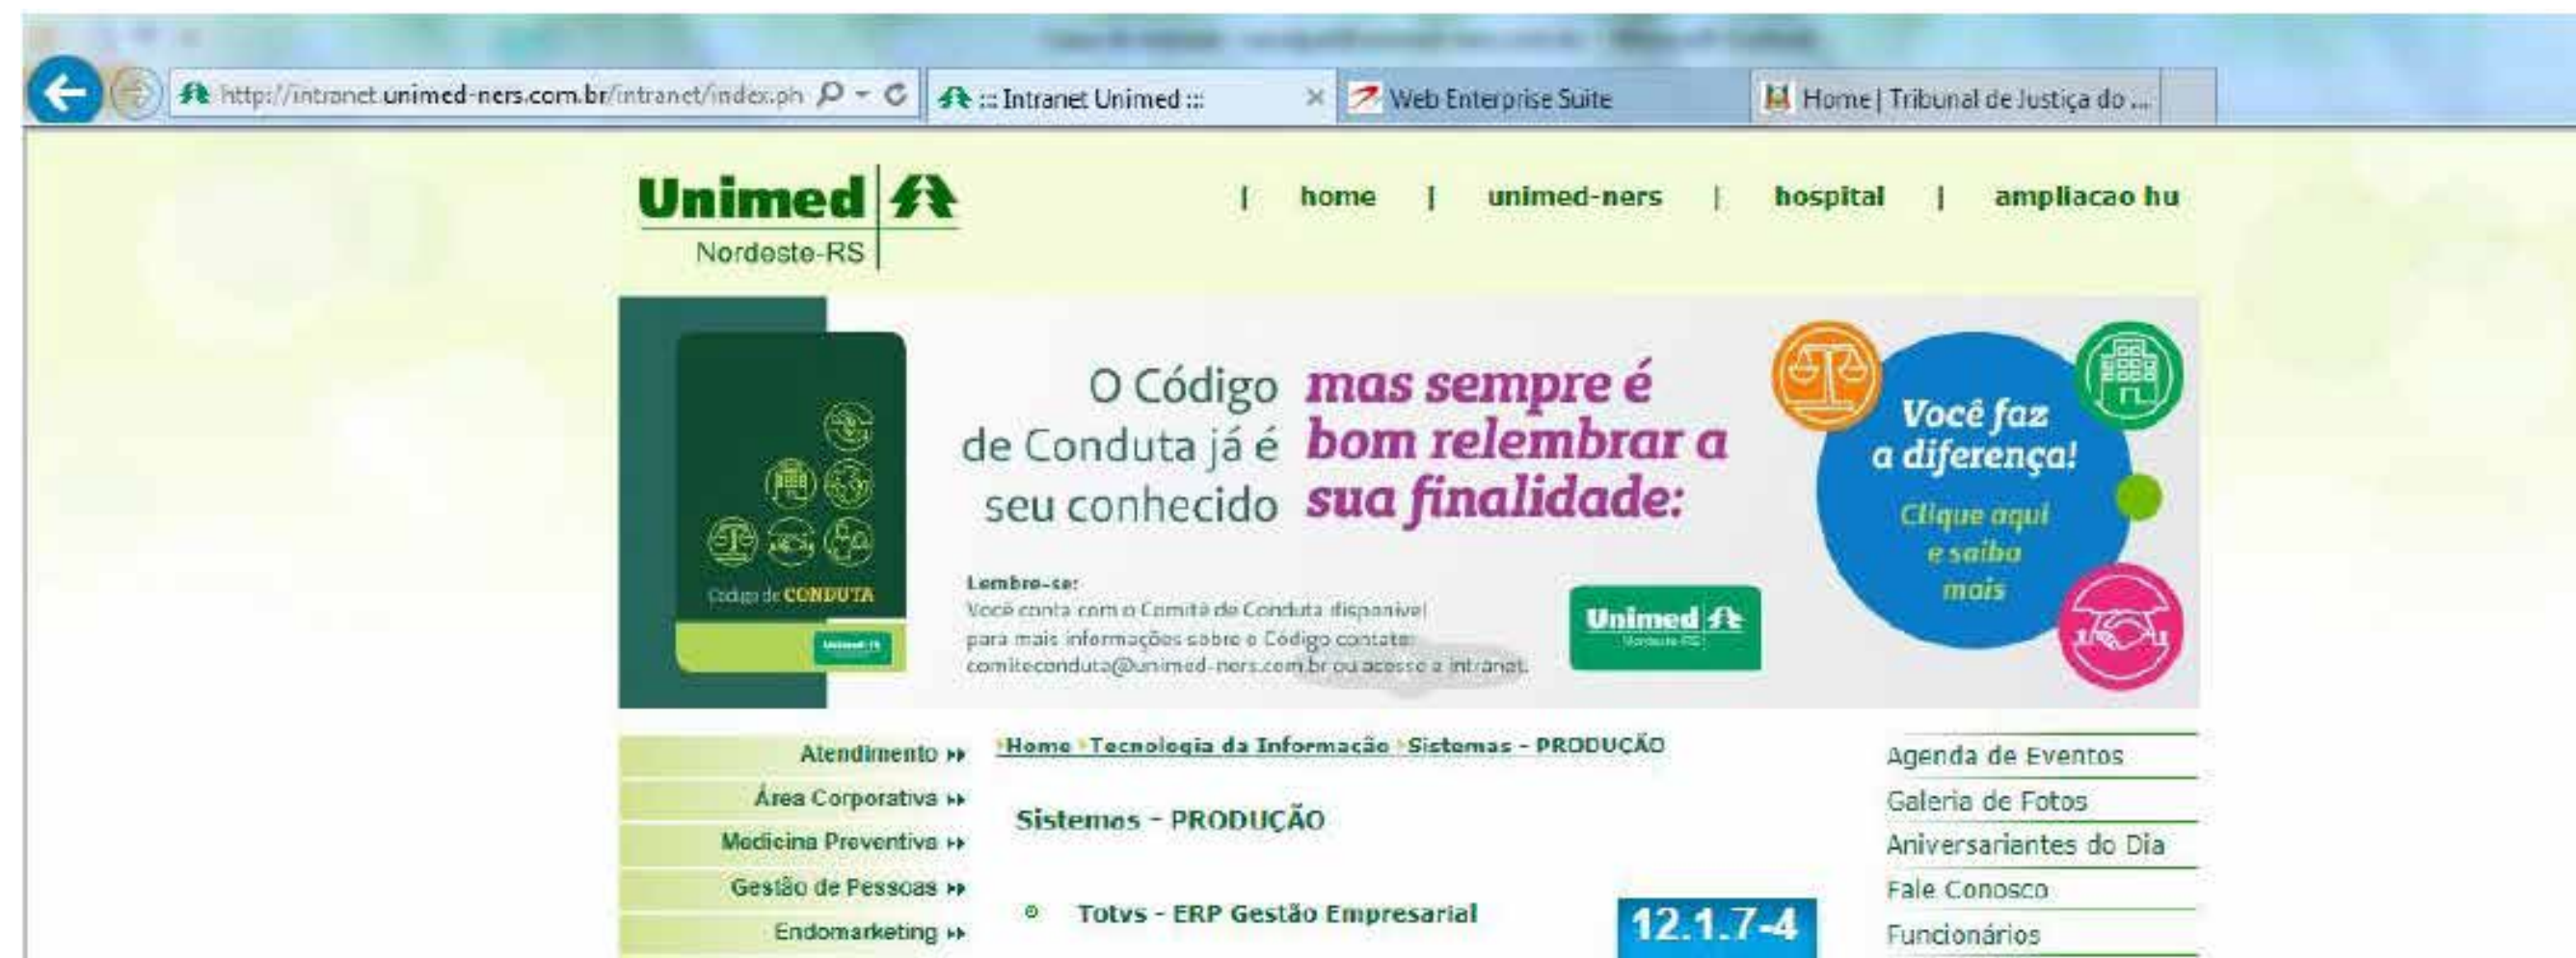 http://intranet.unimed-ners.com.br/intranet/index.ph
::: Intranet Unimed :::
Web Enterprise Suite
Home | Tribunal de Justiça do ...
Unimed
Nordeste-RS
| home | unimed-ners | hospital | ampliacao hu
Código de CONDUTA
Unimed
O Código
de Conduta já é
seu conhecido
mas sempre é
bom relembrar a
sua finalidade:
Lembre-se:
Você conta com o Comitê de Conduta disponível
para mais informações sobre o Código contate:
comiteconduta@unimed-ners.com.br ou acesse a intranet.
Unimed
Nordeste-RS
Você faz
a diferença!
Clique aqui
e saiba
mais
Atendimento
Área Corporativa
Medicina Preventiva
Gestão de Pessoas
Endomarketing
Home Tecnologia da Informação Sistemas - PRODUÇÃO
Sistemas - PRODUÇÃO
Totvs - ERP Gestão Empresarial
12.1.7-4
Agenda de Eventos
Galeria de Fotos
Aniversariantes do Dia
Fale Conosco
Funcionários